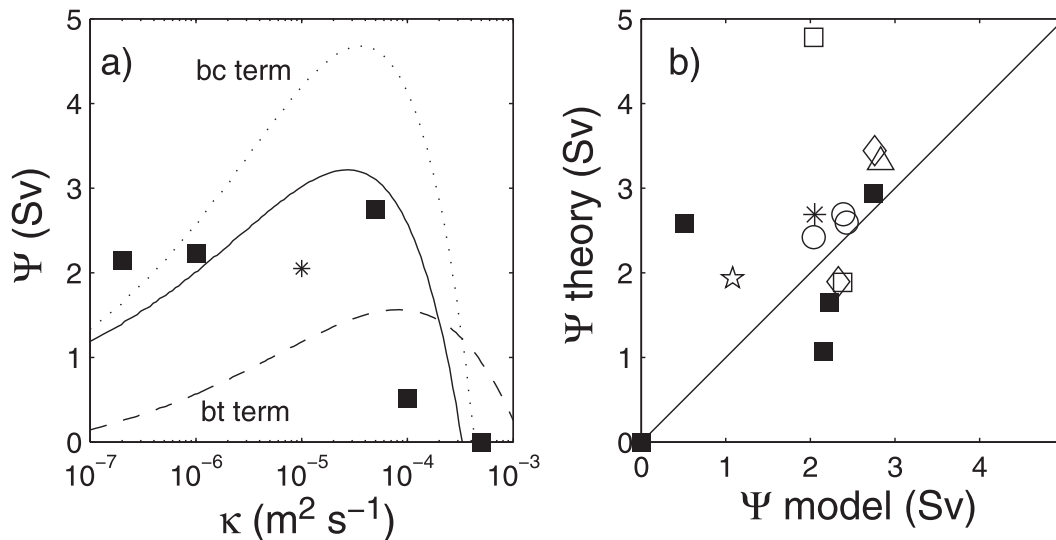 a)
bc term
bt term
5
4
3
2
1
0
Ψ (Sv)
10⁻⁷ 10⁻⁶ 10⁻⁵ 10⁻⁴ 10⁻³
κ (m² s⁻¹)
b)
5
4
3
2
1
0
Ψ theory (Sv)
0 1 2 3 4
Ψ model (Sv)